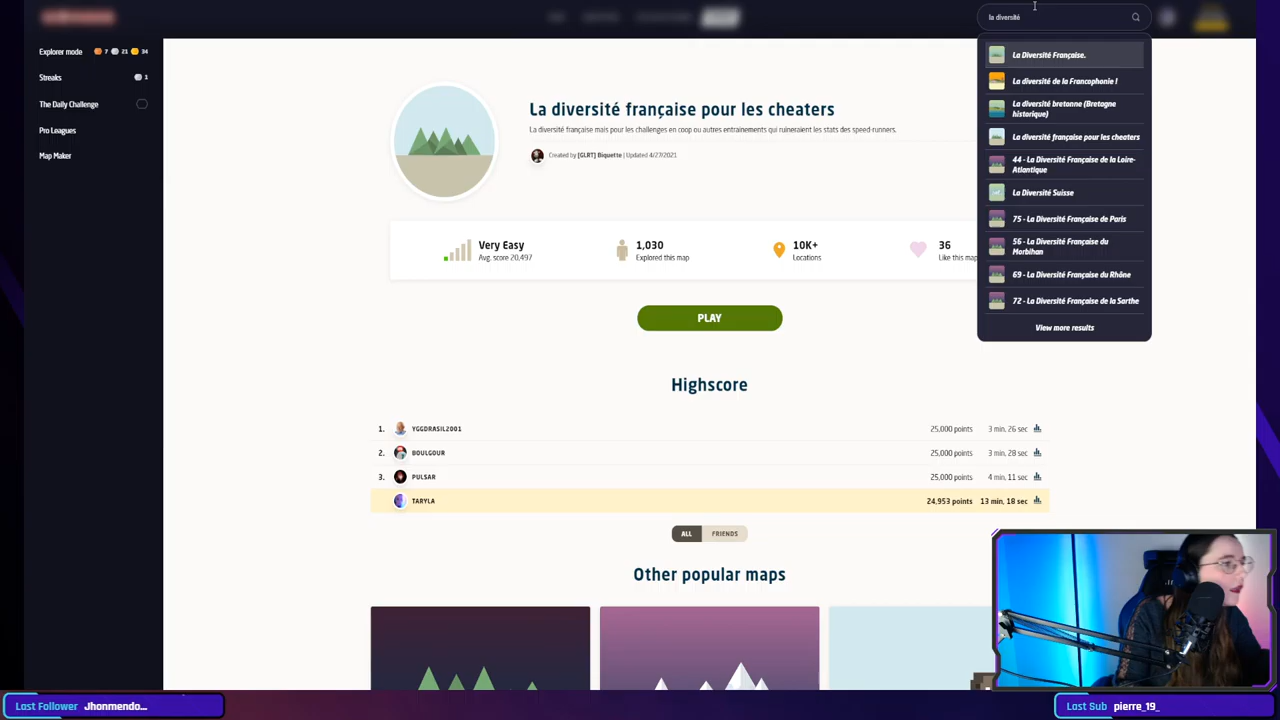 la diversité
Explorer mode 7 21 34
Streaks 1
The Daily Challenge
Pro Leagues
Map Maker
La diversité française pour les cheaters
La diversité française mais pour les challenges en coop ou autres entrainements qui ruineraient les stats des speed-runners.
Created by [GLRT] Biquette | Updated 4/27/2021
Very Easy
Avg. score 20,497
1,030
Explored this map
10K+
Locations
36
Like this map
PLAY
La Diversité Française.
La diversité de la Francophonie !
La diversité bretonne (Bretagne
historique)
La diversité française pour les cheaters
44 - La Diversité Française de la Loire-
Atlantique
La Diversité Suisse
75 - La Diversité Française de Paris
56 - La Diversité Française du
Morbihan
69 - La Diversité Française du Rhône
72 - La Diversité Française de la Sarthe
View more results
Highscore
1. YGGDRASIL2001 25,000 points 3 min, 26 sec
2. BOULGOUR 25,000 points 3 min, 28 sec
3. PULSAR 25,000 points 4 min, 11 sec
TARYLA 24,953 points 13 min, 18 sec
ALL FRIENDS
Other popular maps
Last Follower Jhonmendo...
Last Sub pierre_19_